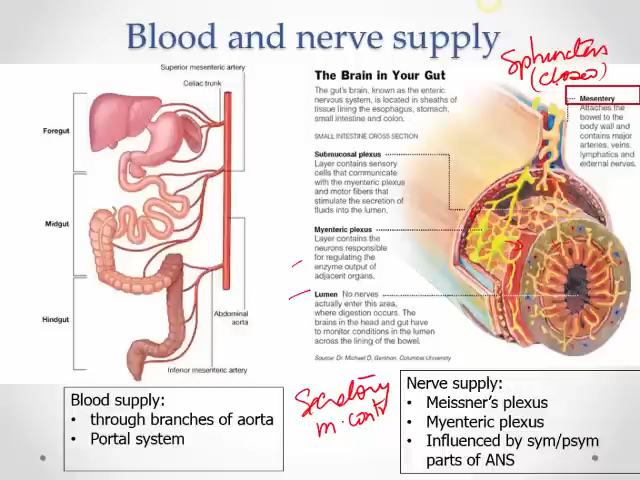 Blood and nerve supply
Sphincters
(closes)
Superior mesenteric artery
Celiac trunk
Foregut
Midgut
Hindgut
Abdominal
aorta
Inferior mesenteric artery
The Brain in Your Gut
The gut's brain, known as the enteric
nervous system, is located in sheaths of
tissue lining the esophagus, stomach,
small intestine and colon.
SMALL INTESTINE CROSS-SECTION
Submucosal plexus
Layer contains sensory
cells that communicate
with the myenteric plexus
and motor fibers that
stimulate the secretion of
fluids into the lumen.
Myenteric plexus
Layer contains the
neurons responsible
for regulating the
enzyme output of
adjacent organs.
Lumen No nerves
actually enter this area,
where digestion occurs. The
brains in the head and gut have
to monitor conditions in the lumen
across the lining of the bowel.
Source: Dr. Michael D. Gershon, Columbia University
Mesentery
Attaches the
bowel to the
body wall and
contains major
arteries, veins,
lymphatics and
external nerves.
Secretory
m. contr
Blood supply:
• through branches of aorta
• Portal system
Nerve supply:
• Meissner's plexus
• Myenteric plexus
• Influenced by sym/psym
parts of ANS